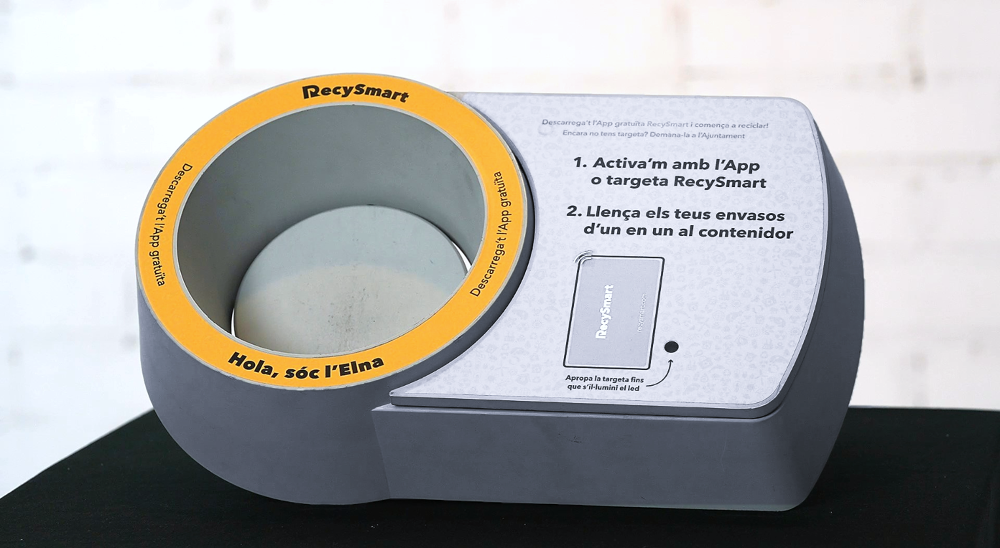 RecySmart
Descarrega't l'App gratuïta
Descarrega't l'App gratuïta
Hola, sóc l'Elna
Descarrega't l'App gratuïta RecySmart i comença a reciclar!
Encara no tens targeta? Demana-la a l'Ajuntament
1. Activa'm amb l'App
o targeta RecySmart
2. Llença els teus envasos
d'un en un al contenidor
RecySmart
recysmart.com
Apropa la targeta fins
que s'il·lumini el led